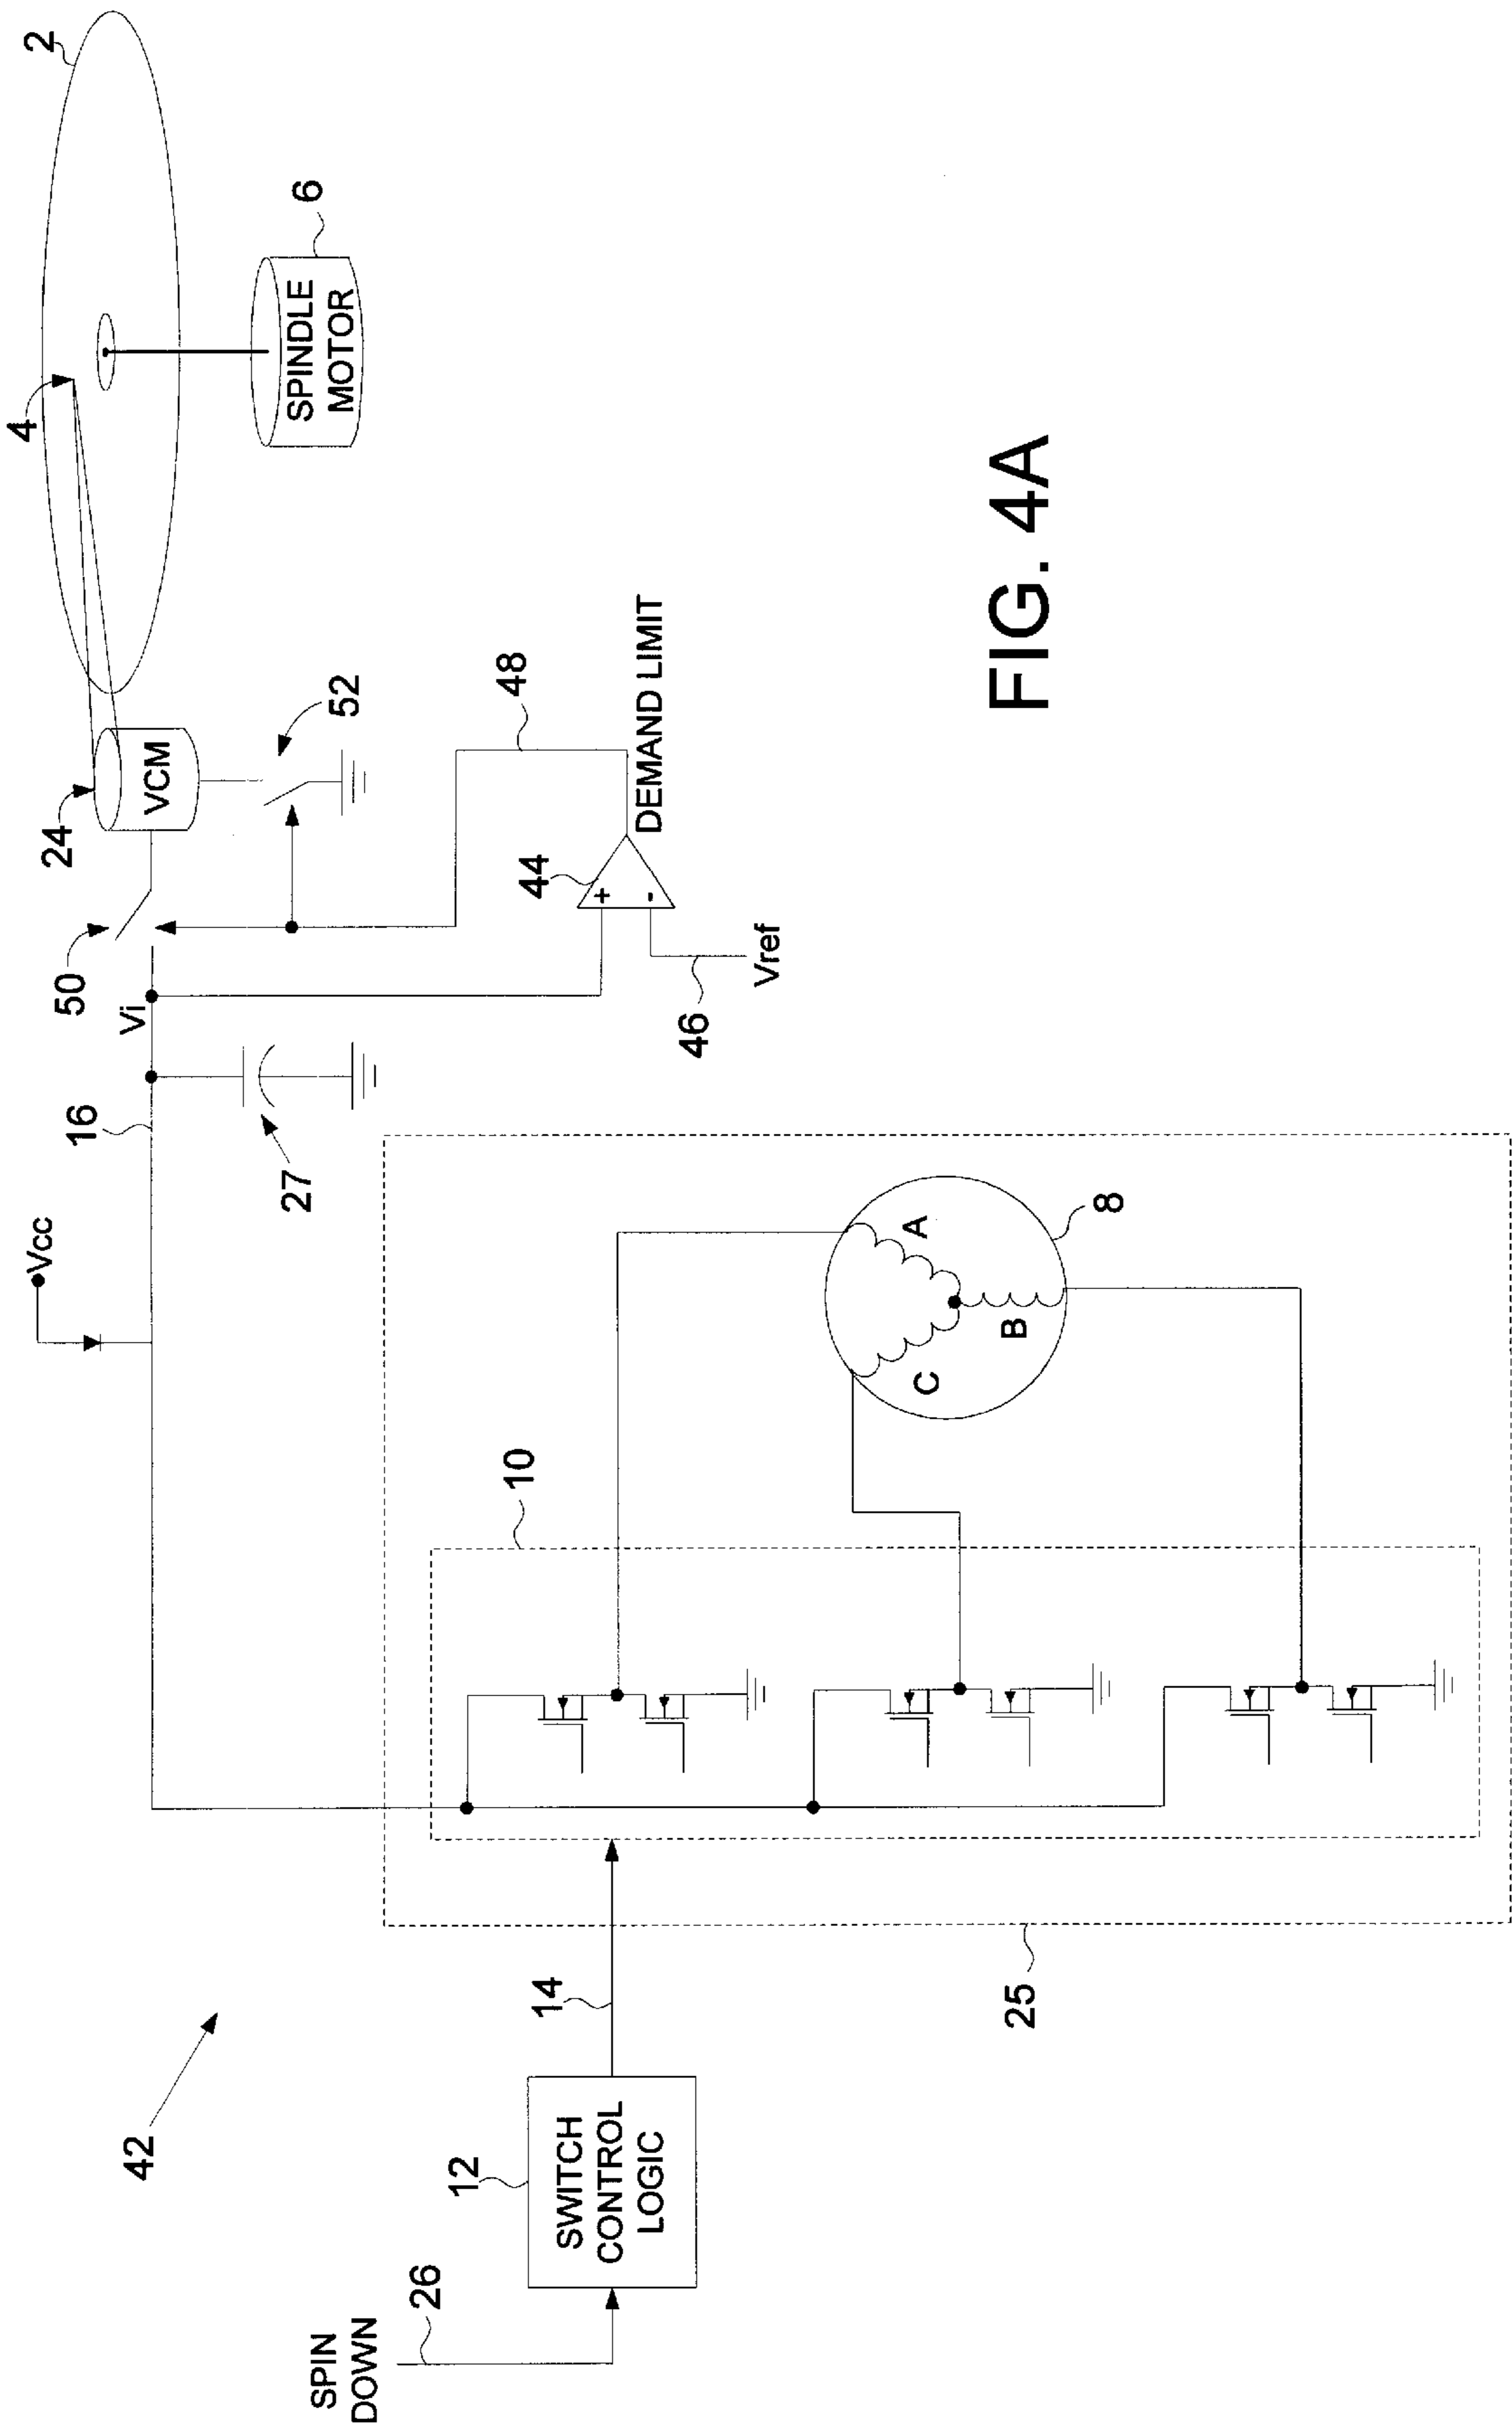 42
Vcc
16
Vi
50
24
VCM
52
4
2
SPINDLE
MOTOR
6
27
44
+
-
48
DEMAND LIMIT
46
Vref
SPIN
DOWN
26
12
SWITCH
CONTROL
LOGIC
14
10
A
B
C
8
25
FIG. 4A